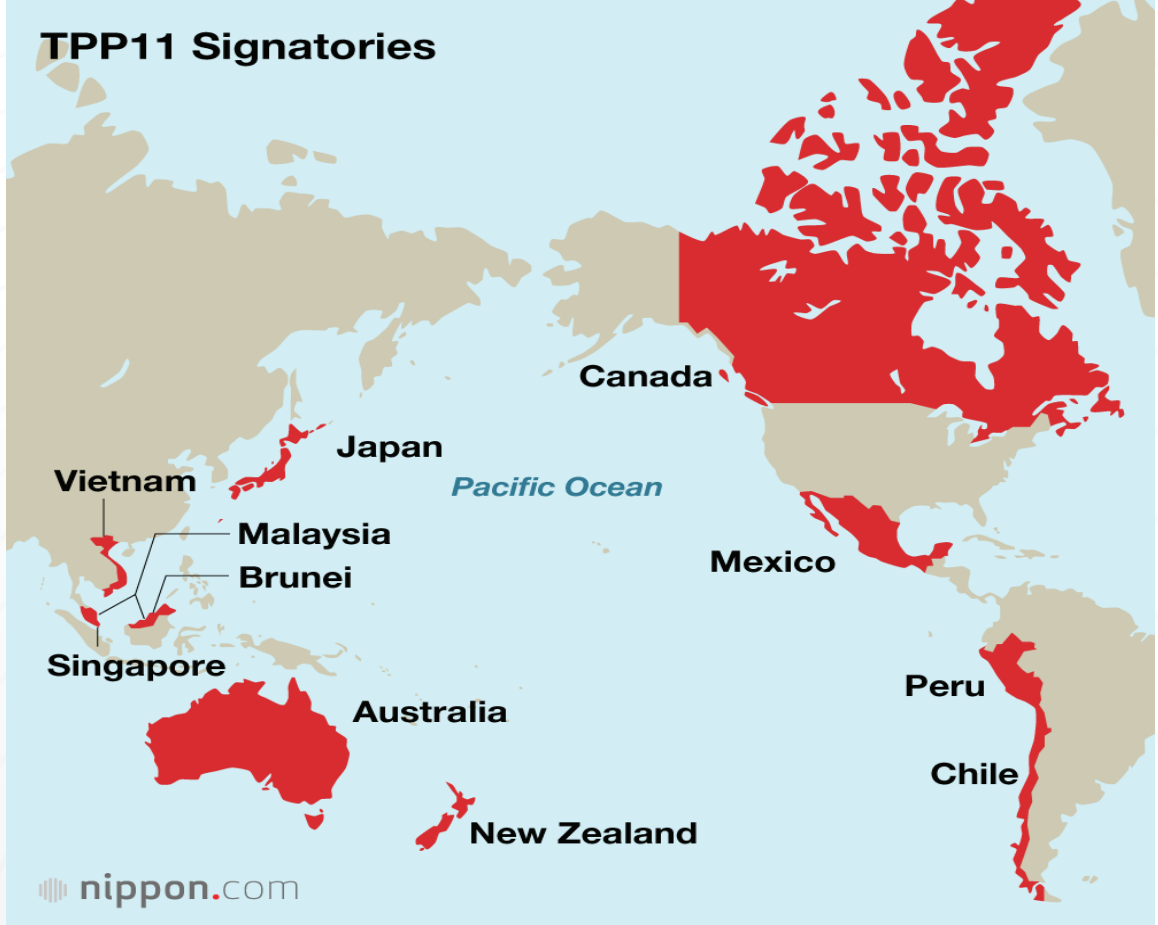 TPP11 Signatories
Canada
Japan
Vietnam
Pacific Ocean
Malaysia
Mexico
Brunei
Singapore
Peru
Australia
Chile
New Zealand
nippon.com